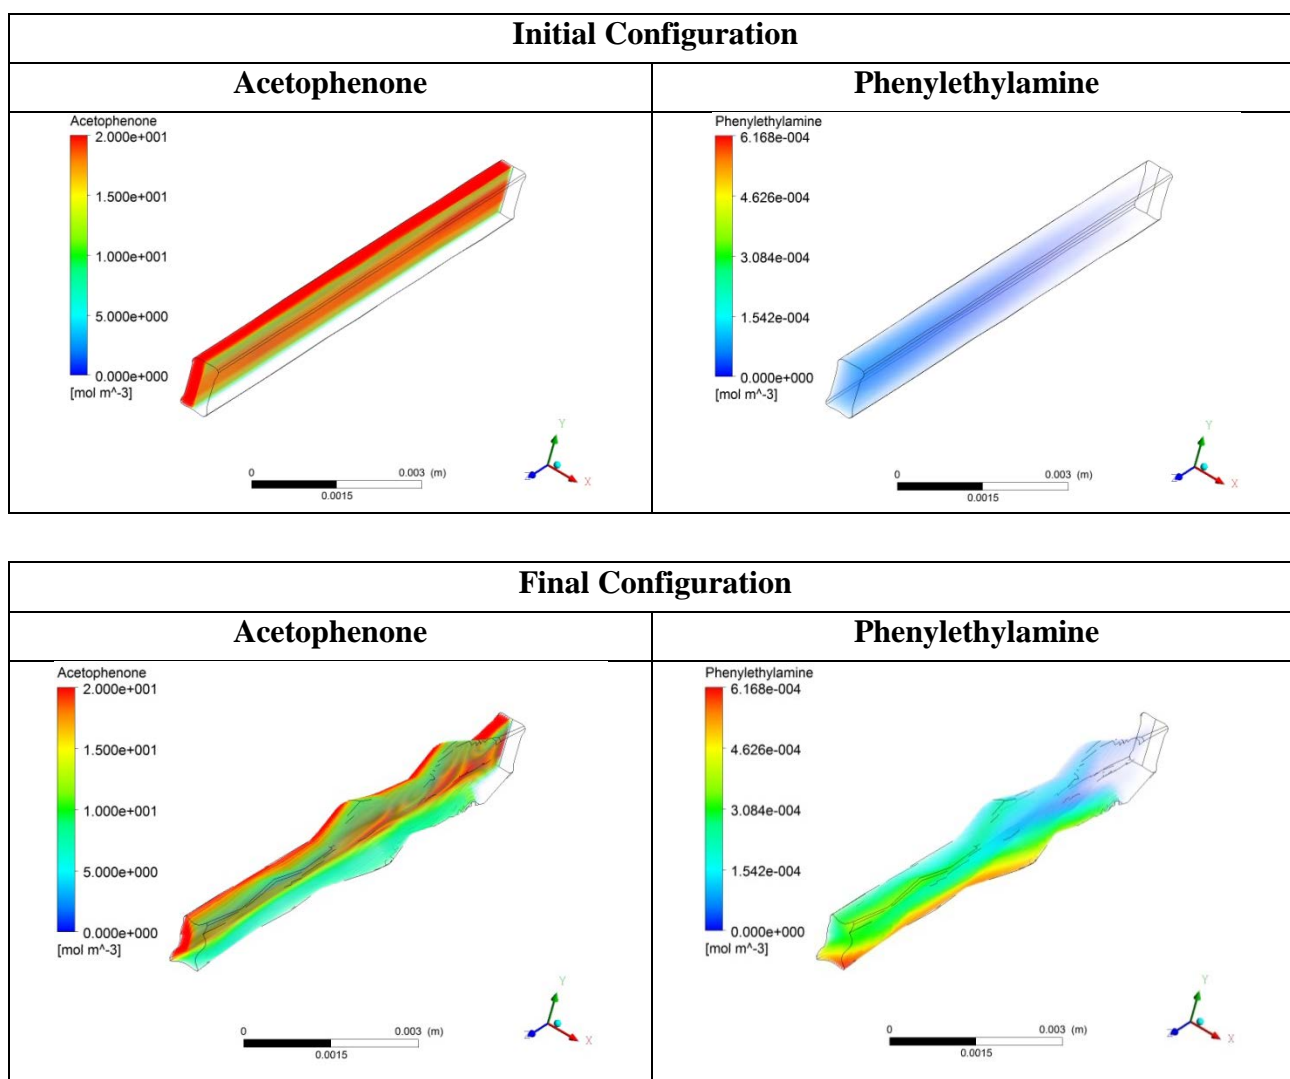 Initial Configuration
Acetophenone Phenylethylamine
Acetophenone
2.000e+001
1.500e+001
1.000e+001
5.000e+000
0.000e+000
[mol m^-3]
0 0.003 (m)
0.0015
Y
Z
X
Phenylethylamine
6.168e-004
4.626e-004
3.084e-004
1.542e-004
0.000e+000
[mol m^-3]
0 0.003 (m)
0.0015
Y
Z
X
Final Configuration
Acetophenone Phenylethylamine
Acetophenone
2.000e+001
1.500e+001
1.000e+001
5.000e+000
0.000e+000
[mol m^-3]
0 0.003 (m)
0.0015
Y
Z
X
Phenylethylamine
6.168e-004
4.626e-004
3.084e-004
1.542e-004
0.000e+000
[mol m^-3]
0 0.003 (m)
0.0015
Y
Z
X